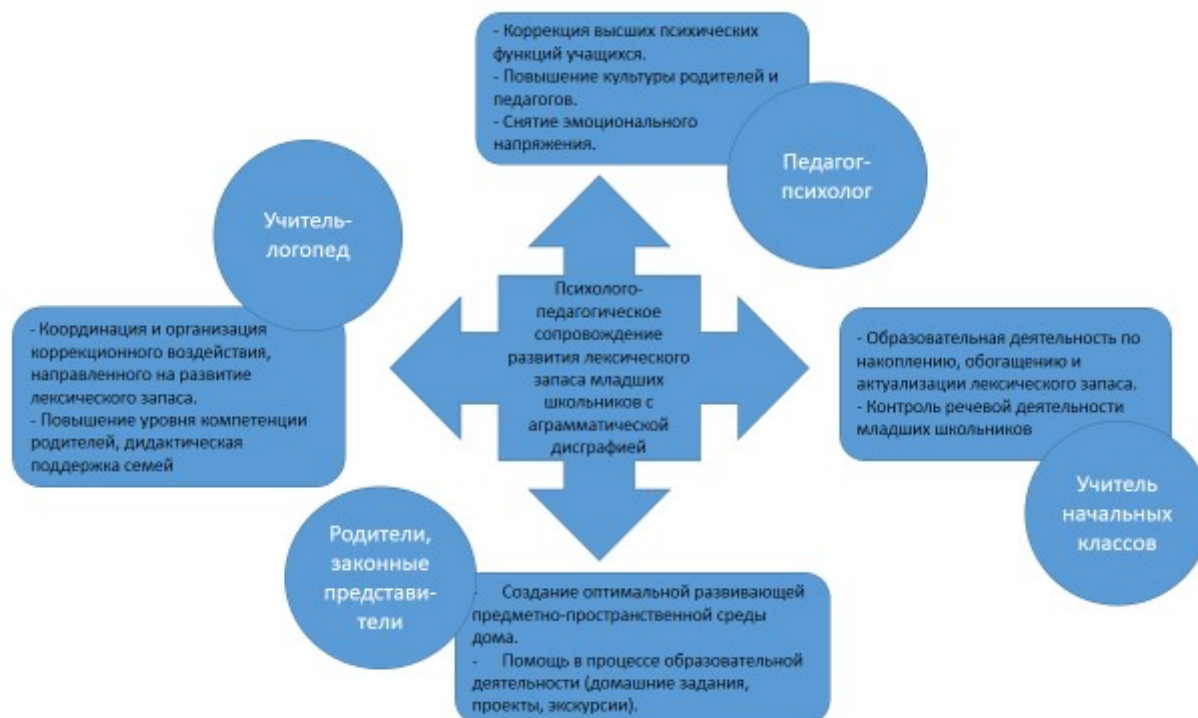 - Коррекция высших психических
функций учащихся.
- Повышение культуры родителей и
педагогов.
- Снятие эмоционального
напряжения.
Педагог-
психолог
Учитель-
логопед
- Координация и организация
коррекционного воздействия,
направленного на развитие
лексического запаса.
- Повышение уровня компетенции
родителей, дидактическая
поддержка семей
Психолого-
педагогическое
сопровождение
развития лексического
запаса младших
школьников с
аграмматической
дисграфией
- Образовательная деятельность по
накоплению, обогащению и
актуализации лексического запаса.
- Контроль речевой деятельности
младших школьников
Учитель
начальных
классов
Родители,
законные
представи-
тели
- Создание оптимальной развивающей
предметно-пространственной среды
дома.
- Помощь в процессе образовательной
деятельности (домашние задания,
проекты, экскурсии).